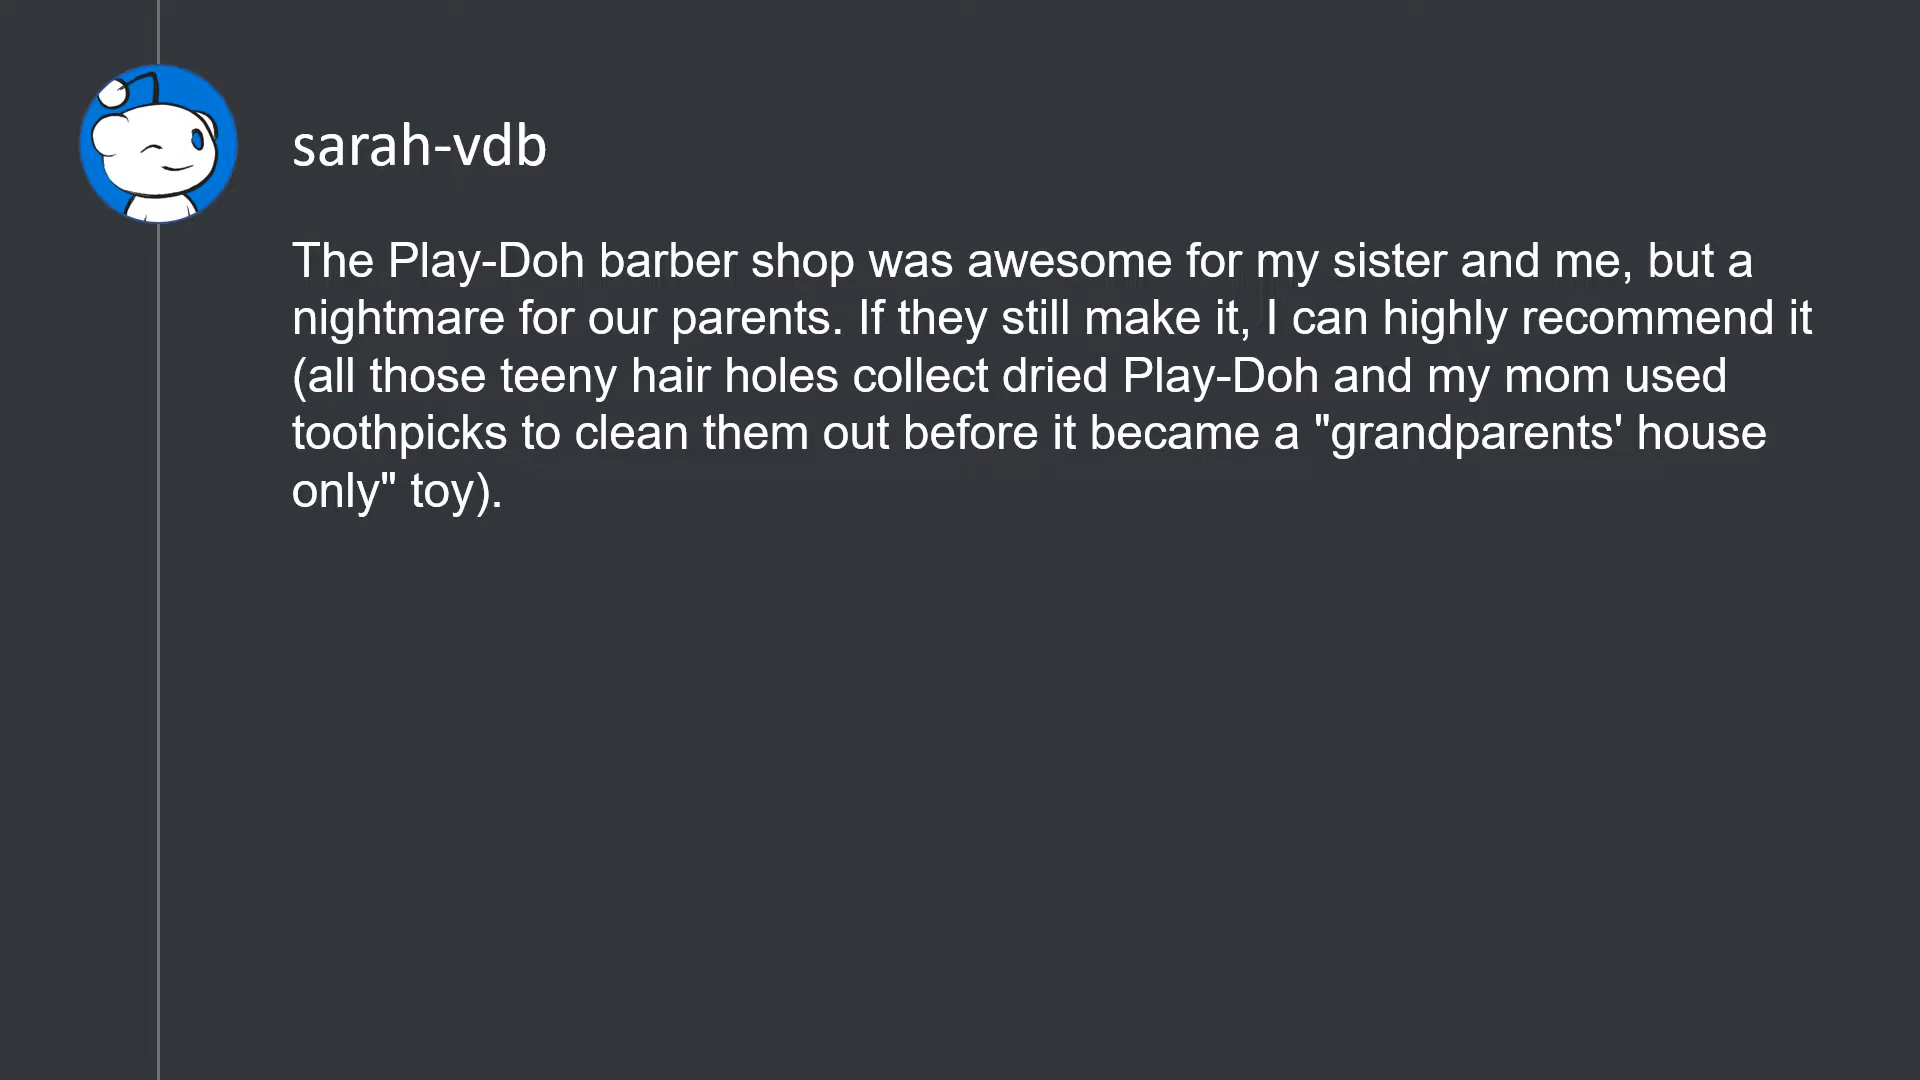 sarah-vdb
The Play-Doh barber shop was awesome for my sister and me, but a
nightmare for our parents. If they still make it, I can highly recommend it
(all those teeny hair holes collect dried Play-Doh and my mom used
toothpicks to clean them out before it became a "grandparents' house
only" toy).